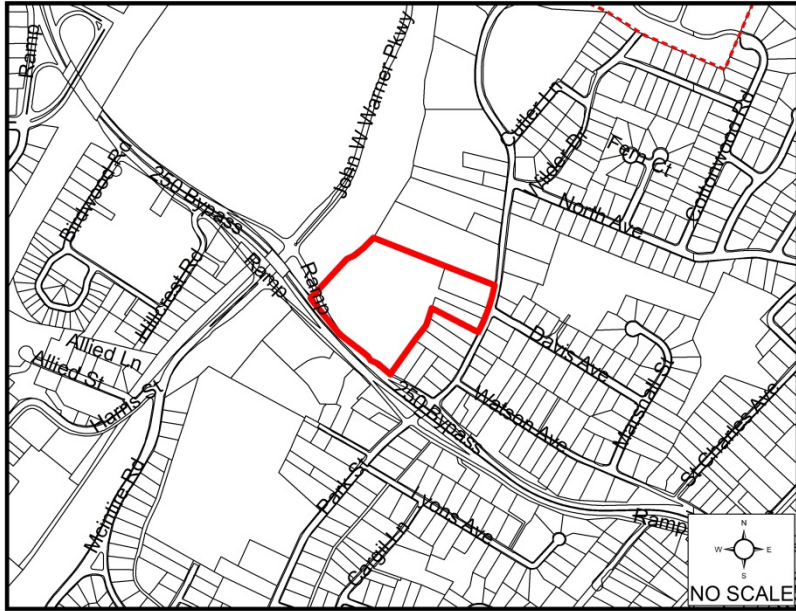 Ramp
John W Warner Pkwy
Cutler Ln
Wilder Dr
Fern Ct
Cottonwood Rd
North Ave
Birdwood Rd
250 Bypass
Hillcrest Rd
Ramp
Ramp
Allied Ln
Allied St
Harris St
Davis Ave
Watson Ave
Marshall St
St Charles Ave
250 Bypass
McIntire Rd
Park St
Lyons Ave
Cargil Ln
Ramp
N
W E
S
NO SCALE